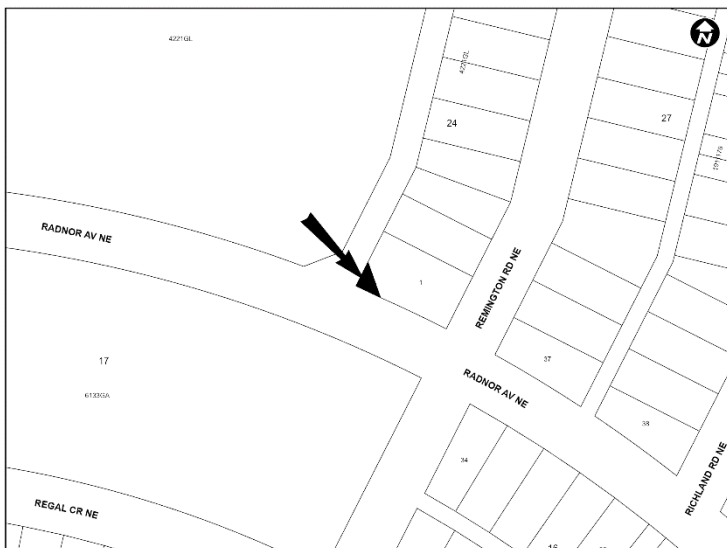 4221GL
N
4221GL
24
27
RADNOR AV NE
1
REMINGTON RD NE
17
37
6133GA
RADNOR AV NE
38
34
RICHLAND RD NE
REGAL CR NE
16